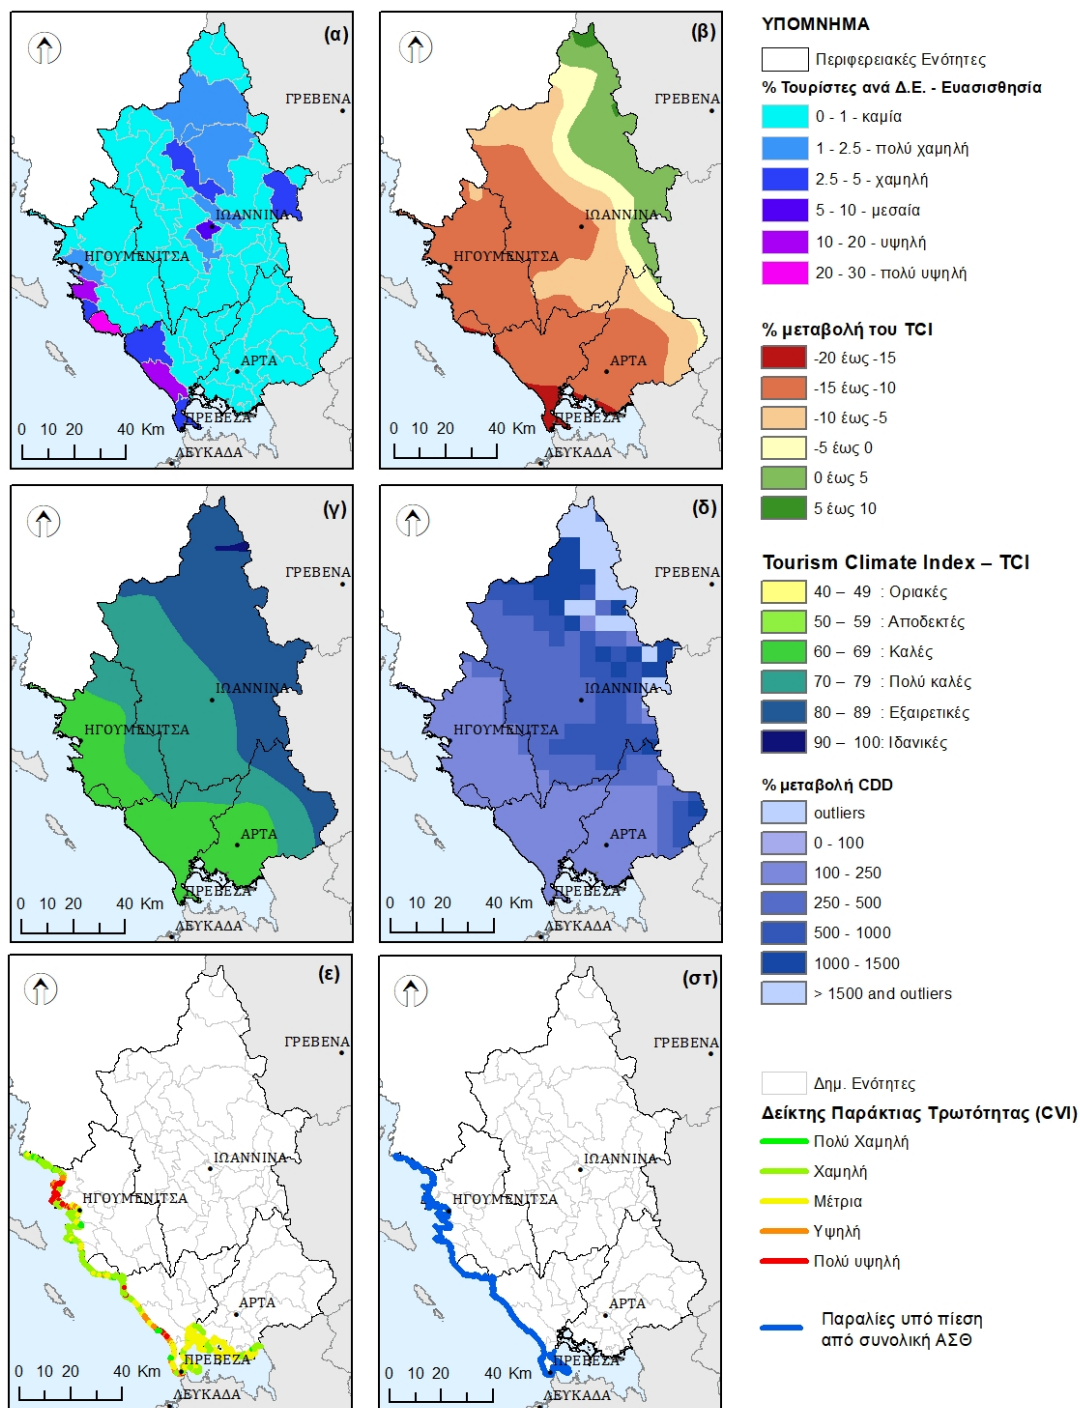 (α)
ΓΡΕΒΕΝΑ
ΙΩΑΝΝΙΝΑ
ΗΓΟΥΜΕΝΙΤΣΑ
ΑΡΤΑ
ΠΡΕΒΕΖΑ
ΛΕΥΚΑΔΑ
0 10 20 40 Km
(β)
ΓΡΕΒΕΝΑ
ΙΩΑΝΝΙΝΑ
ΗΓΟΥΜΕΝΙΤΣΑ
ΑΡΤΑ
ΠΡΕΒΕΖΑ
ΛΕΥΚΑΔΑ
0 10 20 40 Km
ΥΠΟΜΝΗΜΑ
Περιφερειακές Ενότητες
% Τουρίστες ανά Δ.Ε. - Ευασισθησία
0 - 1 - καμία
1 - 2.5 - πολύ χαμηλή
2.5 - 5 - χαμηλή
5 - 10 - μεσαία
10 - 20 - υψηλή
20 - 30 - πολύ υψηλή
% μεταβολή του TCI
-20 έως -15
-15 έως -10
-10 έως -5
-5 έως 0
0 έως 5
5 έως 10
(γ)
ΓΡΕΒΕΝΑ
ΙΩΑΝΝΙΝΑ
ΗΓΟΥΜΕΝΙΤΣΑ
ΑΡΤΑ
ΠΡΕΒΕΖΑ
ΛΕΥΚΑΔΑ
0 10 20 40 Km
(δ)
ΓΡΕΒΕΝΑ
ΙΩΑΝΝΙΝΑ
ΗΓΟΥΜΕΝΙΤΣΑ
ΑΡΤΑ
ΠΡΕΒΕΖΑ
ΛΕΥΚΑΔΑ
0 10 20 40 Km
Tourism Climate Index – TCI
40 – 49 : Οριακές
50 – 59 : Αποδεκτές
60 – 69 : Καλές
70 – 79 : Πολύ καλές
80 – 89 : Εξαιρετικές
90 – 100: Ιδανικές
% μεταβολή CDD
outliers
0 - 100
100 - 250
250 - 500
500 - 1000
1000 - 1500
> 1500 and outliers
(ε)
ΓΡΕΒΕΝΑ
ΙΩΑΝΝΙΝΑ
ΗΓΟΥΜΕΝΙΤΣΑ
ΑΡΤΑ
ΠΡΕΒΕΖΑ
ΛΕΥΚΑΔΑ
0 10 20 40 Km
(στ)
ΓΡΕΒΕΝΑ
ΙΩΑΝΝΙΝΑ
ΗΓΟΥΜΕΝΙΤΣΑ
ΑΡΤΑ
ΠΡΕΒΕΖΑ
ΛΕΥΚΑΔΑ
0 10 20 40 Km
Δημ. Ενότητες
Δείκτης Παράκτιας Τρωτότητας (CVI)
Πολύ Χαμηλή
Χαμηλή
Μέτρια
Υψηλή
Πολύ υψηλή
Παραλίες υπό πίεση
από συνολική ΑΣΘ